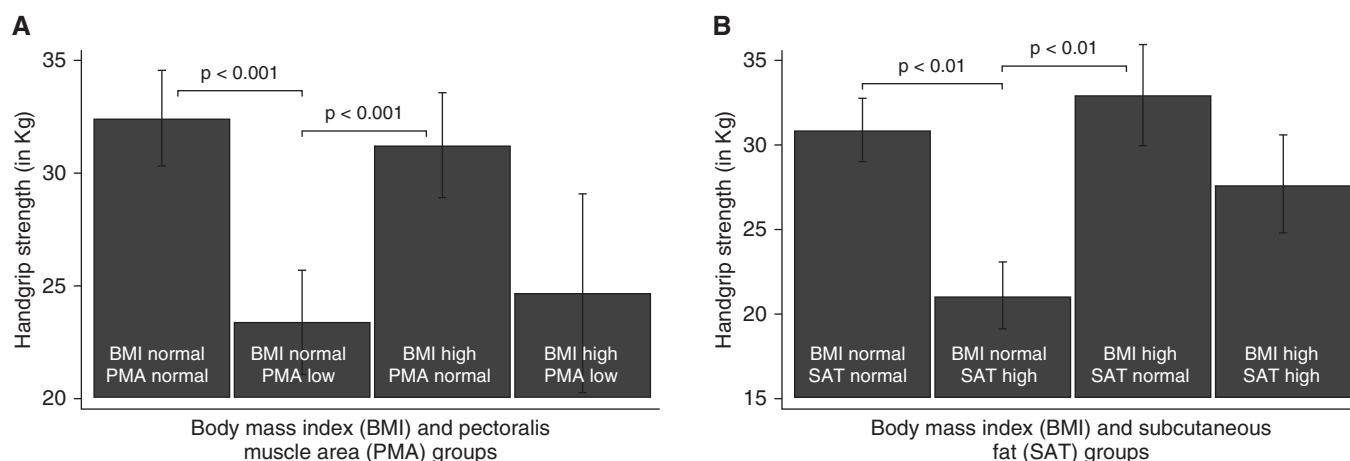 A
Handgrip strength (in Kg)
35
30
25
20
p < 0.001
p < 0.001
BMI normal
PMA normal
BMI normal
PMA low
BMI high
PMA normal
BMI high
PMA low
Body mass index (BMI) and pectoralis
muscle area (PMA) groups
B
Handgrip strength (in Kg)
35
30
25
20
15
p < 0.01
p < 0.01
BMI normal
SAT normal
BMI normal
SAT high
BMI high
SAT normal
BMI high
SAT high
Body mass index (BMI) and subcutaneous
fat (SAT) groups